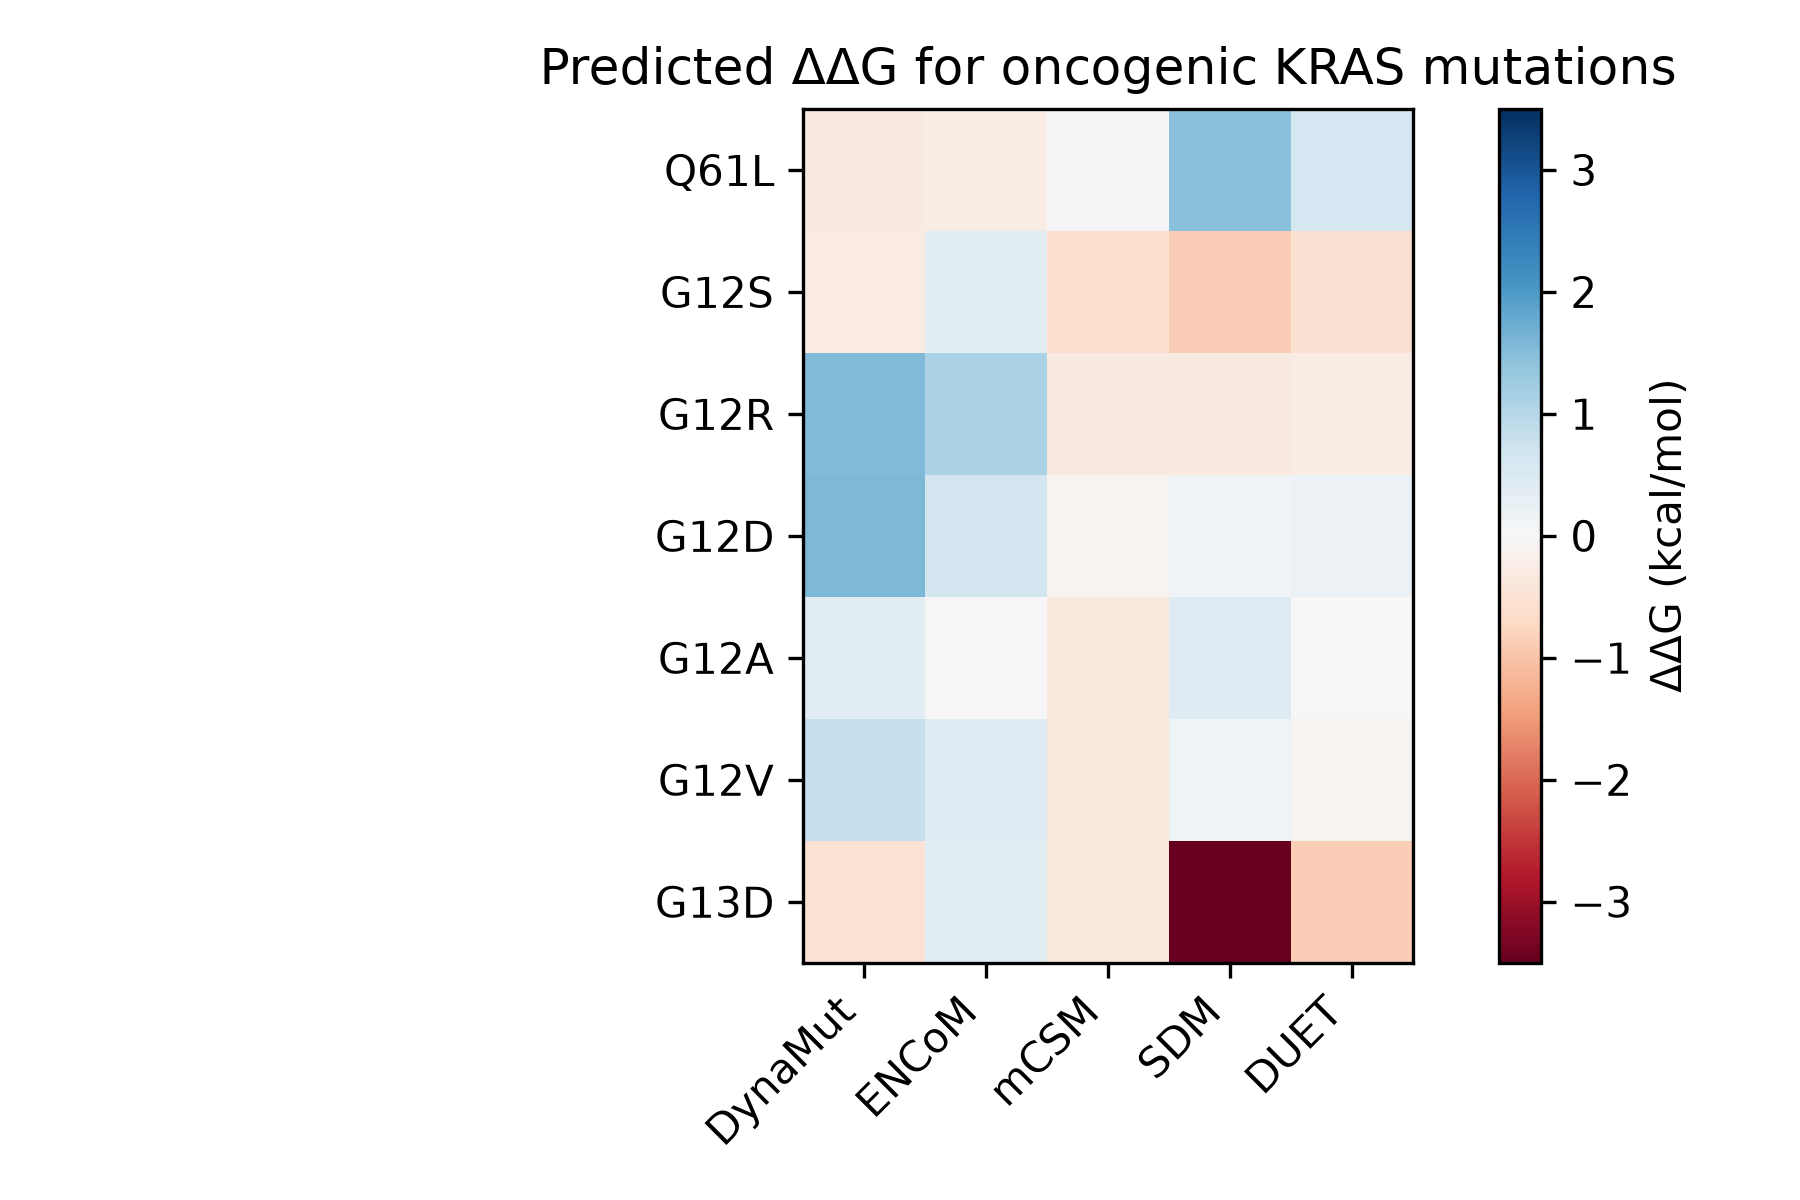 Predicted ΔΔG for oncogenic KRAS mutations
Q61L
G12S
G12R
G12D
G12A
G12V
G13D
DynaMut
ENCoM
mCSM
SDM
DUET
3
2
1
0
−1
−2
−3
ΔΔG (kcal/mol)